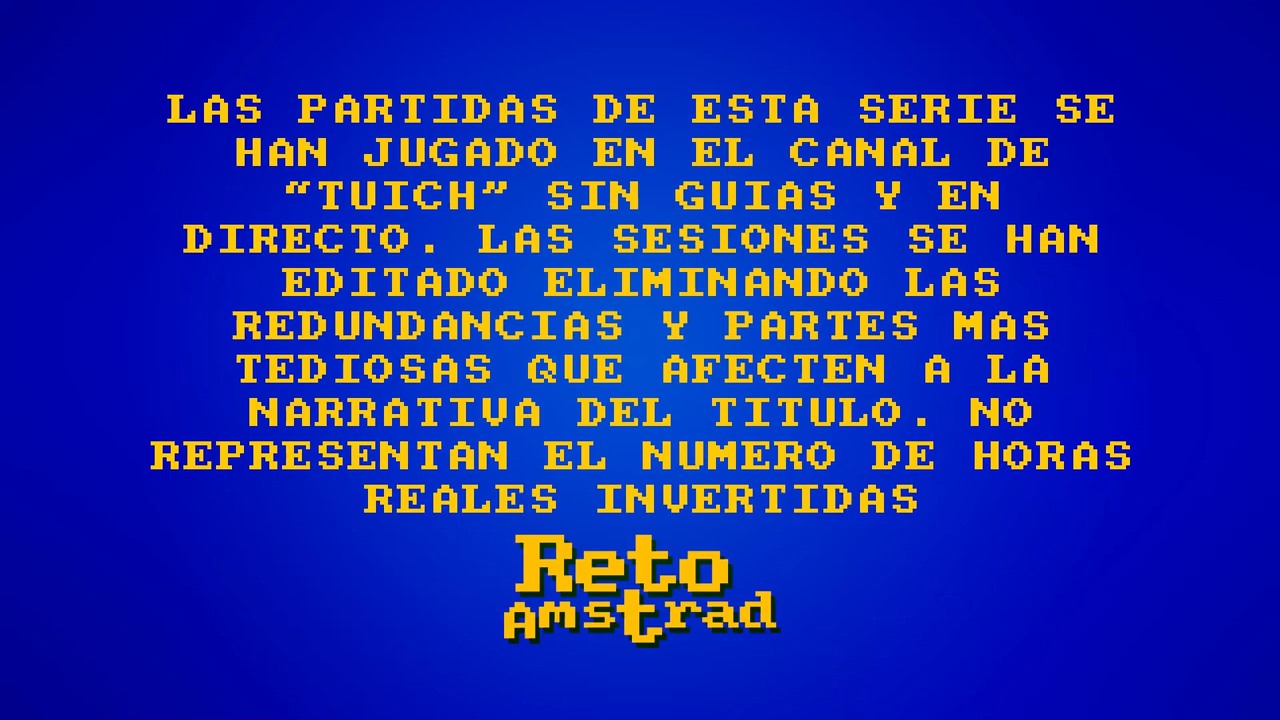 LAS PARTIDAS DE ESTA SERIE SE
HAN JUGADO EN EL CANAL DE
“TUICH” SIN GUIAS Y EN
DIRECTO. LAS SESIONES SE HAN
EDITADO ELIMINANDO LAS
REDUNDANCIAS Y PARTES MAS
TEDIOSAS QUE AFECTEN A LA
NARRATIVA DEL TITULO. NO
REPRESENTAN EL NUMERO DE HORAS
REALES INVERTIDAS
Reto
Amstrad